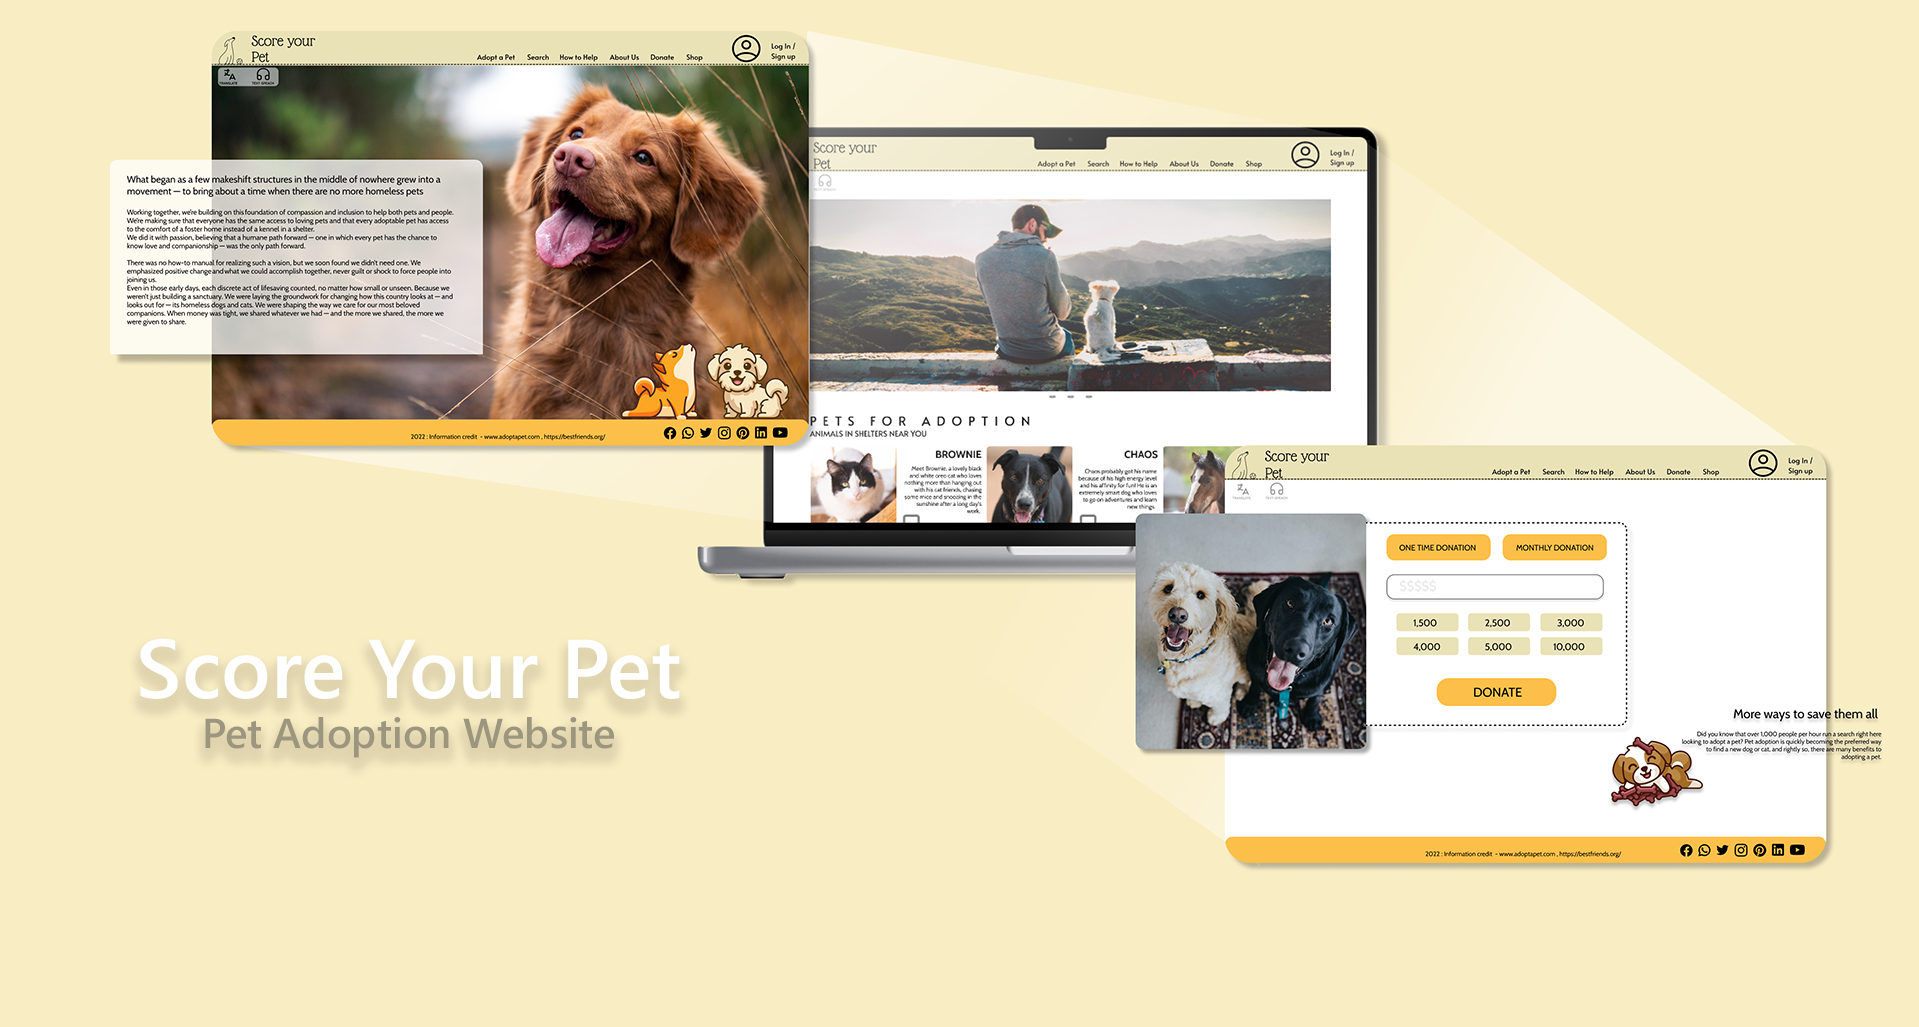 Score your
Pet
Adopt a Pet Search How to Help About Us Donate Shop
Log In /
Sign up
TRANSLATE TEXT SPEACH
What began as a few makeshift structures in the middle of nowhere grew into a
movement — to bring about a time when there are no more homeless pets
Working together, we're building on this foundation of compassion and inclusion to help both pets and people.
We're making sure that everyone has the same access to loving pets and that every adoptable pet has access
to the comfort of a foster home instead of a kennel in a shelter.
We did it with passion, believing that a humane path forward — one in which every pet has the chance to
know love and companionship — was the only path forward.
There was no how-to manual for realizing such a vision, but we soon found we didn't need one. We
emphasized positive change and what we could accomplish together, never guilt or shock to force people into
joining us.
Even in those early days, each discrete act of lifesaving counted, no matter how small or unseen. Because we
weren't just building a sanctuary. We were laying the groundwork for changing how this country looks at — and
looks out for — its homeless dogs and cats. We were shaping the way we care for our most beloved
companions. When money was tight, we shared whatever we had — and the more we shared, the more we
were given to share.
2022 : Information credit - www.adoptapet.com , https://bestfriends.org/
Score your
Pet
Adopt a Pet Search How to Help About Us Donate Shop
Log In /
Sign up
TEXT SPEACH
PETS FOR ADOPTION
ANIMALS IN SHELTERS NEAR YOU
BROWNIE
Meet Brownie, a lovely black
and white oreo cat who loves
nothing more than hanging out
with his cat friends, chasing
some mice and snoozing in the
sunshine after a long day's
work.
CHAOS
Chaos probably got his name
because of his high energy level
and his affinity for fun! He is an
extremely smart dog who loves
to go on adventures and learn
new things.
Score your
Pet
Adopt a Pet Search How to Help About Us Donate Shop
Log In /
Sign up
TRANSLATE TEXT SPEACH
ONE TIME DONATION MONTHLY DONATION
$$$$$
1,500 2,500 3,000
4,000 5,000 10,000
DONATE
More ways to save them all
Did you know that over 1,000 people per hour run a search right here
looking to adopt a pet? Pet adoption is quickly becoming the preferred way
to find a new dog or cat, and rightly so, there are many benefits to
adopting a pet.
2022 : Information credit - www.adoptapet.com , https://bestfriends.org/
Score Your Pet
Pet Adoption Website